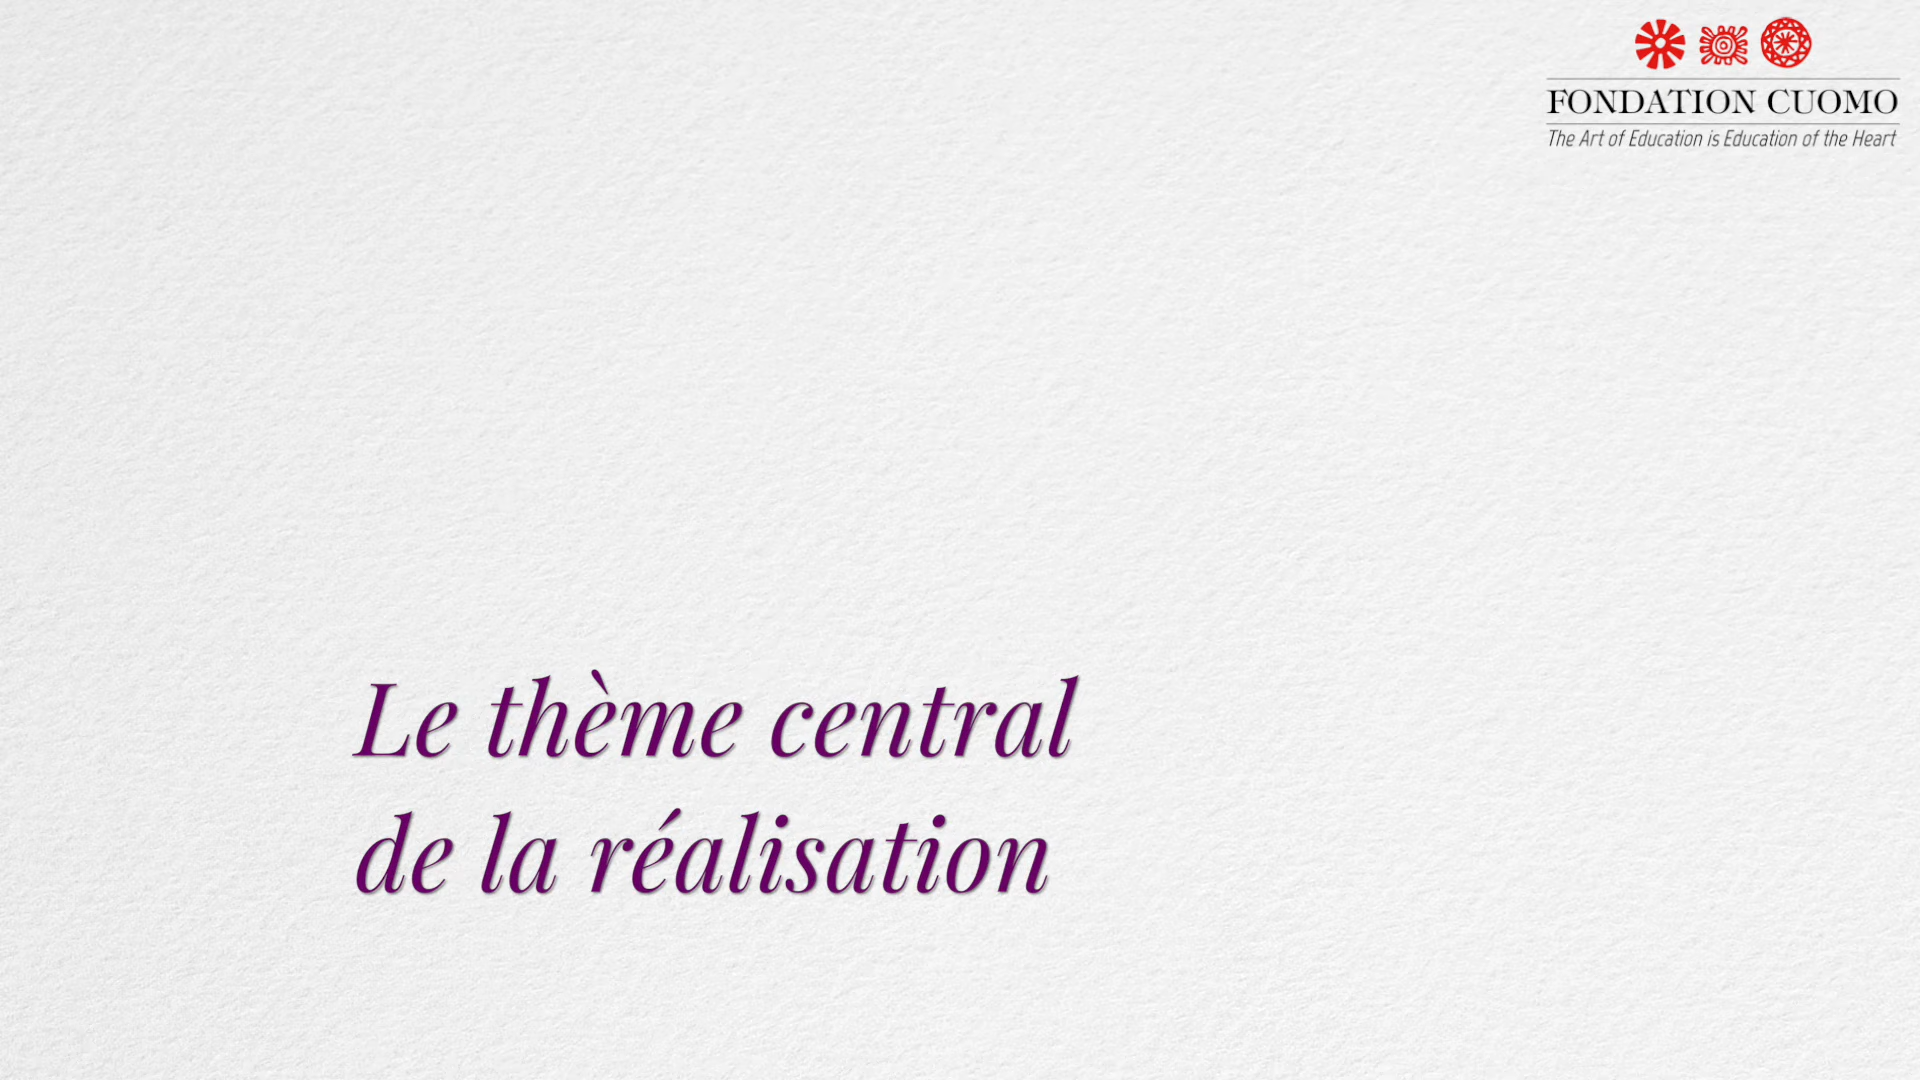 FONDATION CUOMO
The Art of Education is Education of the Heart
Le thème central
de la réalisation